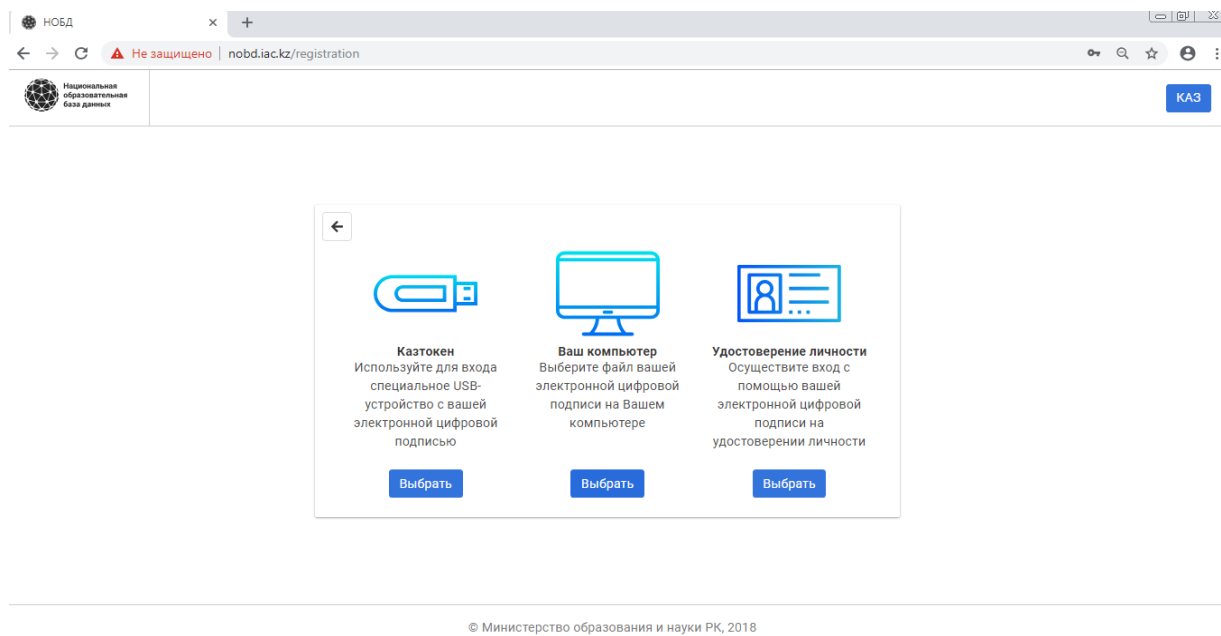 НОБД
Не защищено | nobd.iac.kz/registration
Национальная
образовательная
база данных
КАЗ
Казтокен
Используйте для входа
специальное USB-
устройство с вашей
электронной цифровой
подписью
Выбрать
Ваш компьютер
Выберите файл вашей
электронной цифровой
подписи на Вашем
компьютере
Выбрать
Удостоверение личности
Осуществите вход с
помощью вашей
электронной цифровой
подписи на
удостоверении личности
Выбрать
© Министерство образования и науки РК, 2018